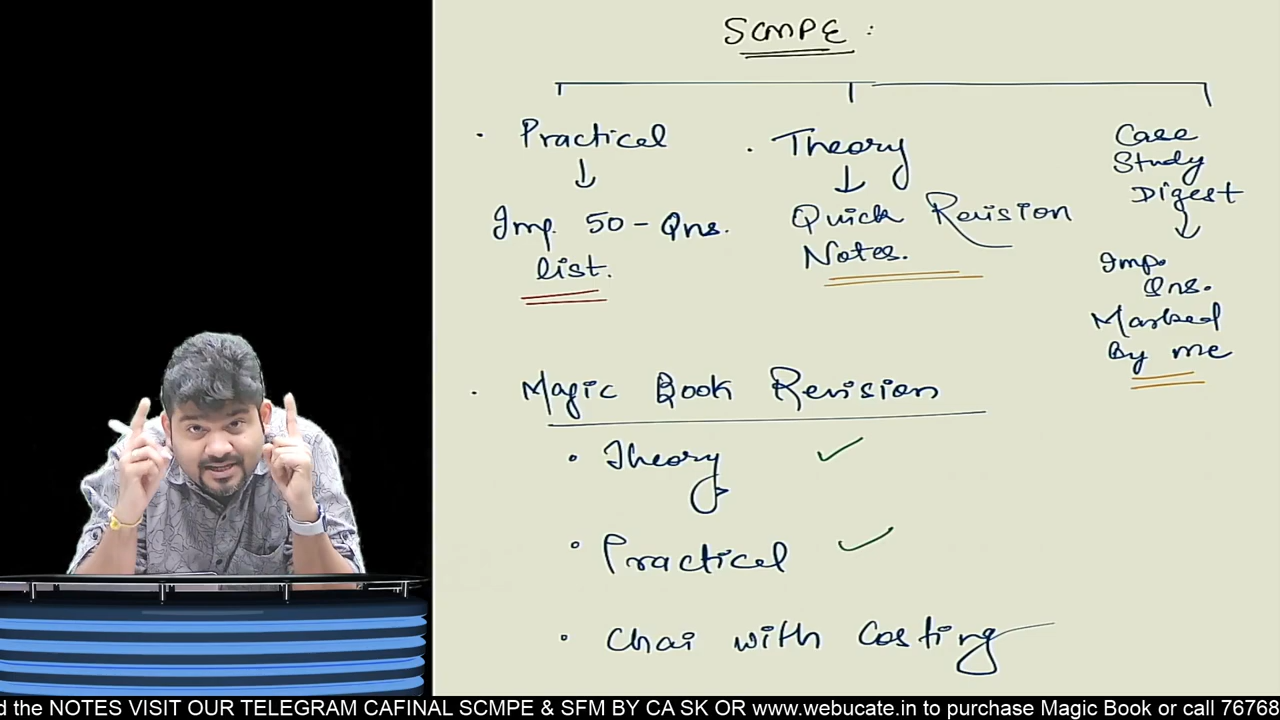 SCMPE :
. Practical
Imp. 50 - Qns.
list.
. Theory
Quick Revision
Notes.
Case
Study
Digest
Imp.
Qns.
Marked
By me
. Magic Book Revision
• Theory
• Practical
• Chai with Costing
d the NOTES VISIT OUR TELEGRAM CAFINAL SCMPE & SFM BY CA SK OR www.webucate.in to purchase Magic Book or call 76768